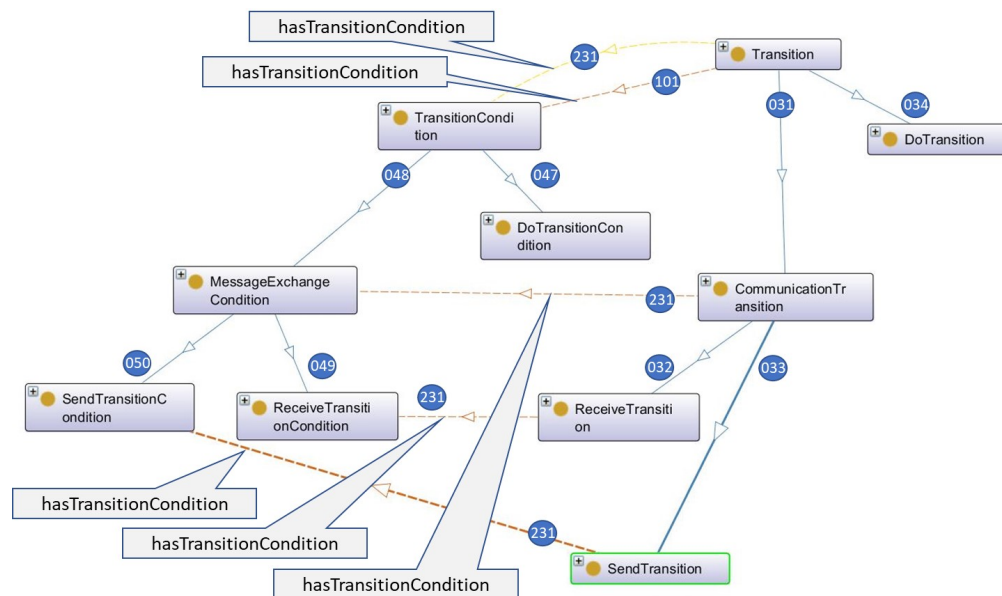 hasTransitionCondition
231
Transition
hasTransitionCondition
101
031
034
TransitionCondi
tion
DoTransition
048
047
DoTransitionCon
dition
MessageExchange
Condition
231
CommunicationTr
ansition
050
049
032
033
SendTransitionC
ondition
ReceiveTransiti
onCondition
231
ReceiveTransiti
on
hasTransitionCondition
hasTransitionCondition
231
hasTransitionCondition
SendTransition